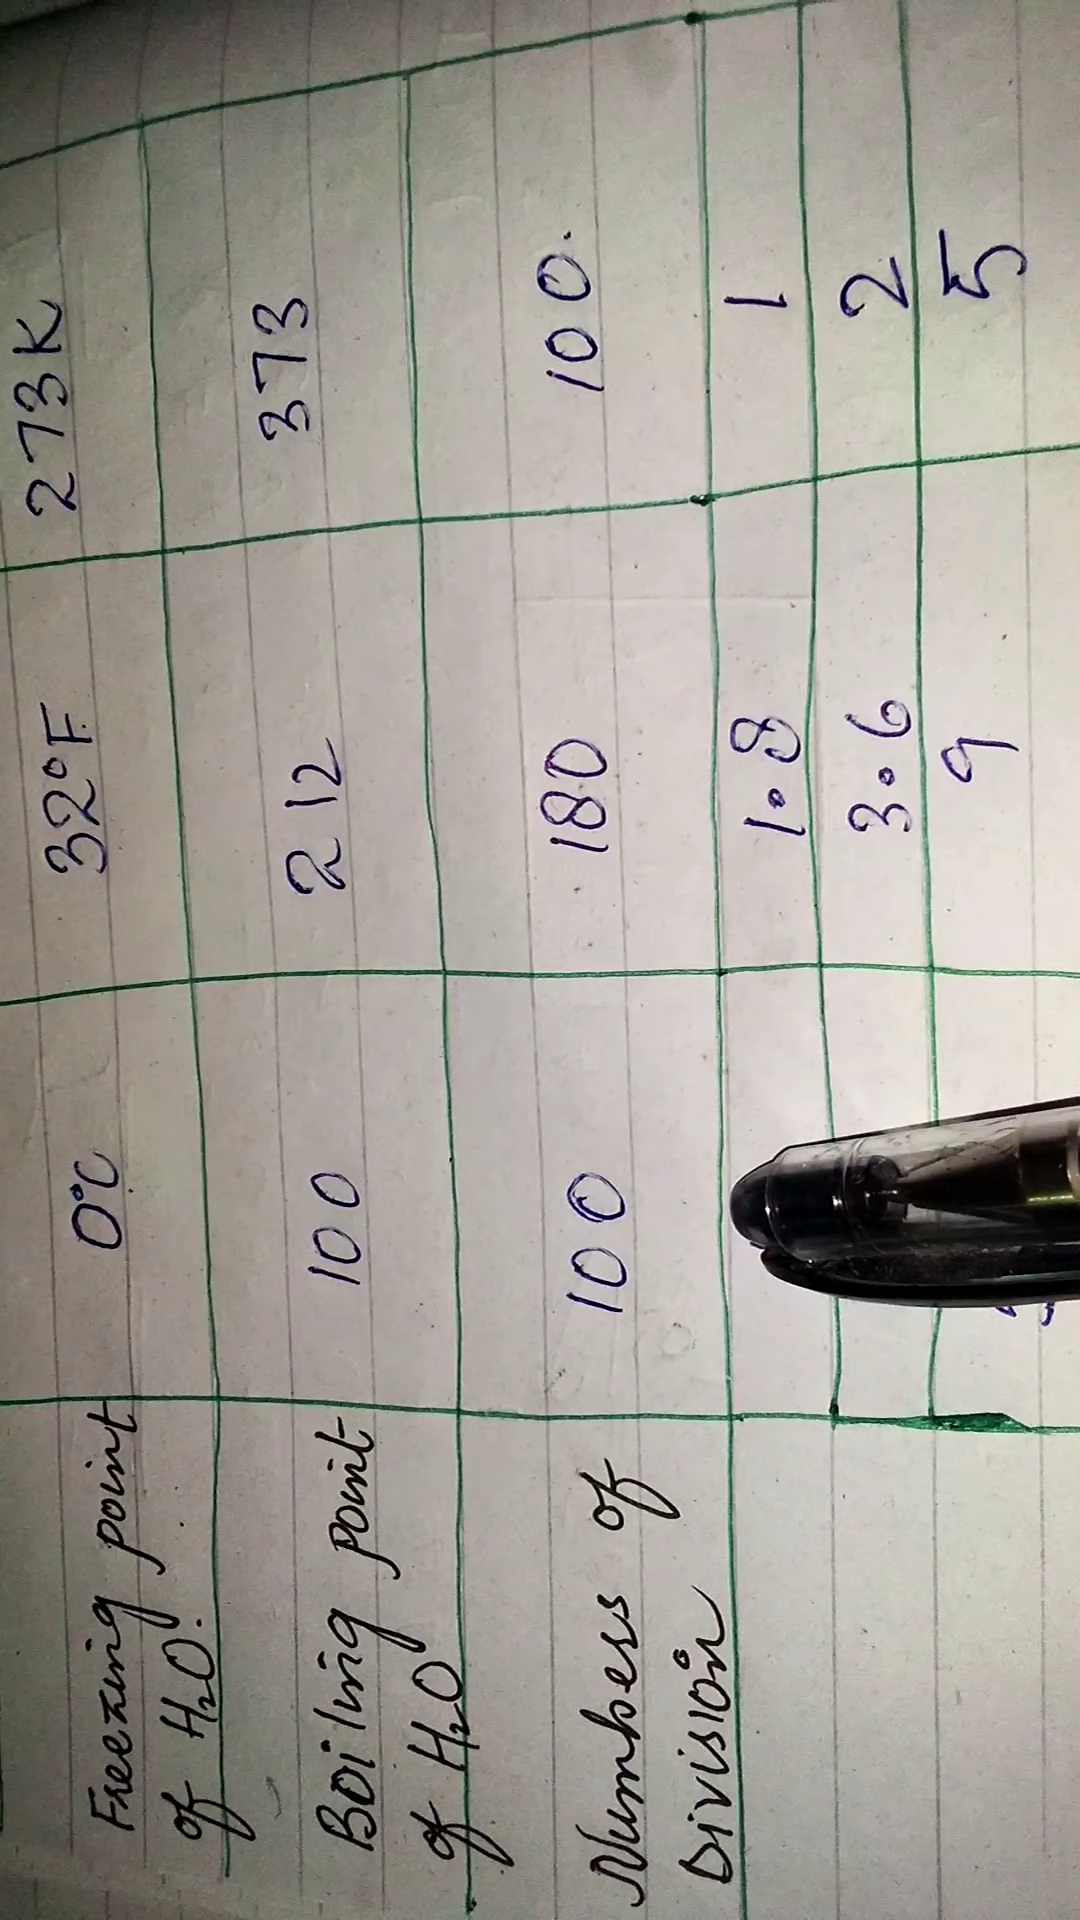 Freezing point
of H₂O.
0°C
32°F.
273K
Boiling point
of H₂O
100
212
373
Numbers of
Division
100
180
100.
1.8
1
3.6
2
9
5